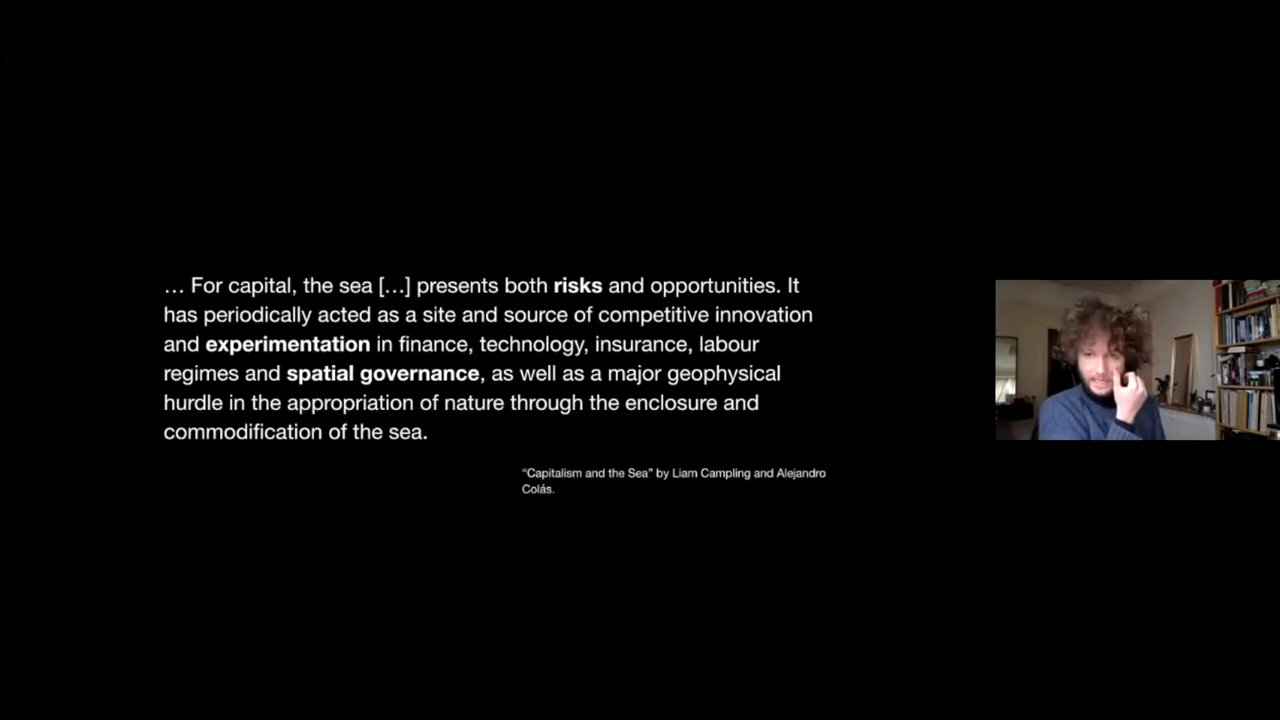 … For capital, the sea […] presents both risks and opportunities. It
has periodically acted as a site and source of competitive innovation
and experimentation in finance, technology, insurance, labour
regimes and spatial governance, as well as a major geophysical
hurdle in the appropriation of nature through the enclosure and
commodification of the sea.
“Capitalism and the Sea” by Liam Campling and Alejandro
Colás.